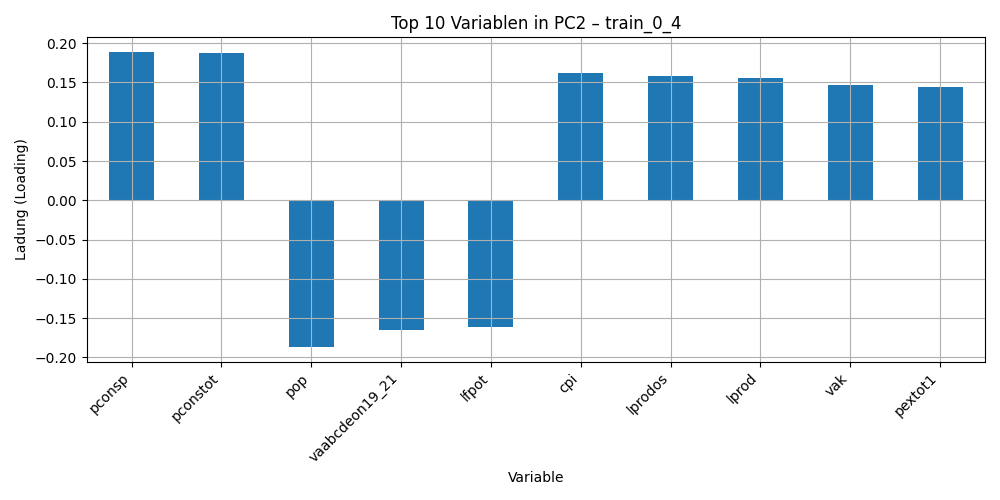 Top 10 Variablen in PC2 – train_0_4
Ladung (Loading)
0.20
0.15
0.10
0.05
0.00
−0.05
−0.10
−0.15
−0.20
pconsp
pconstot
pop
vaabcdeon19_21
lfpot
cpi
lprodos
lprod
vak
pextot1
Variable